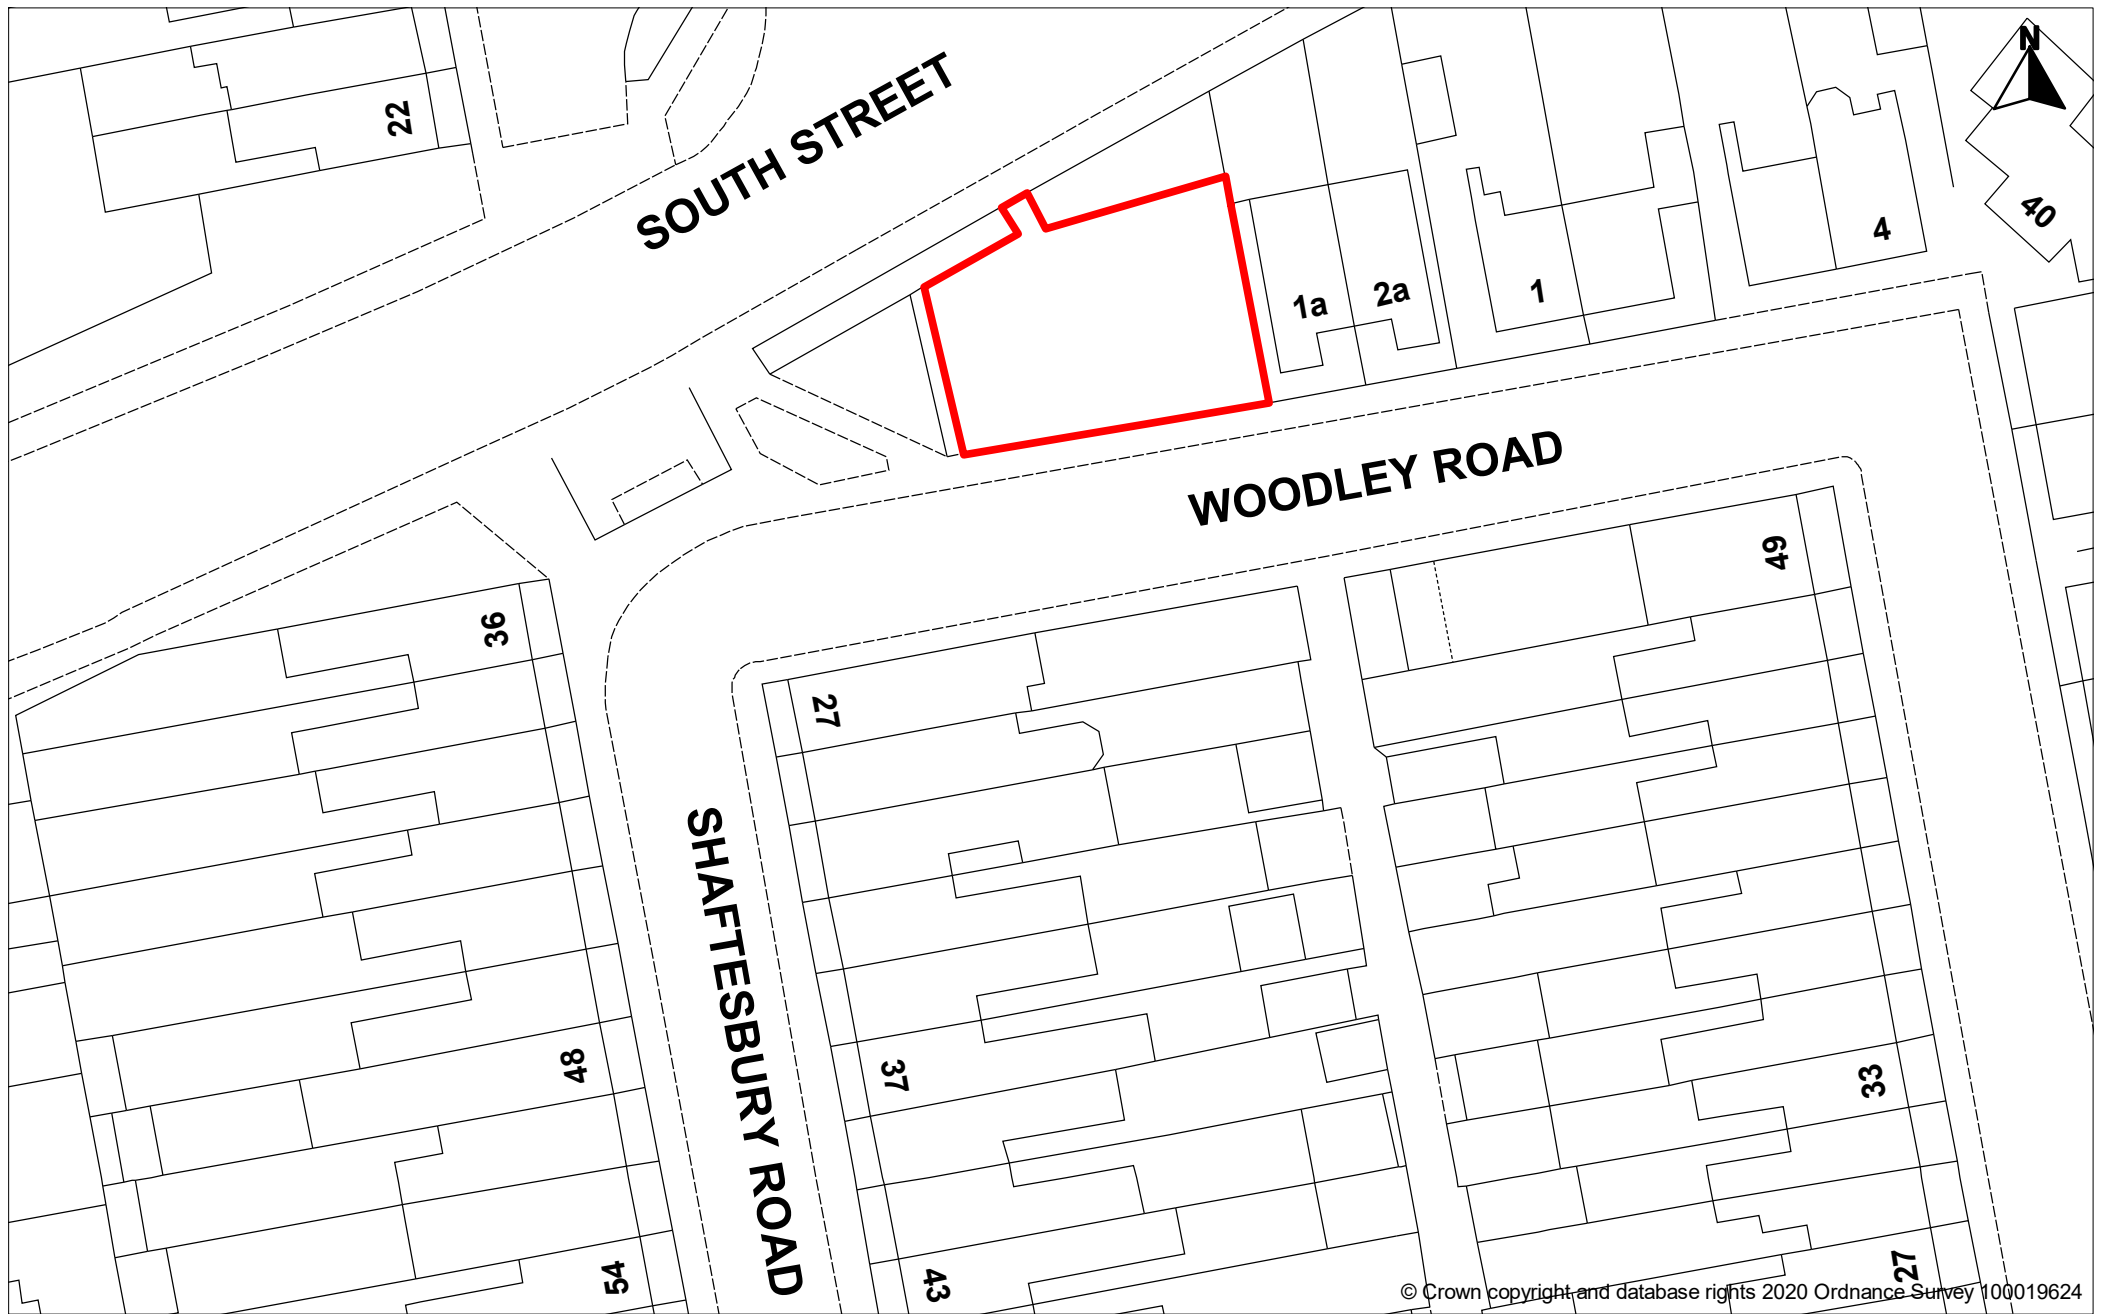 N
22
SOUTH STREET
40
4
1a
2a
1
WOODLEY ROAD
49
36
27
SHAFTESBURY ROAD
48
37
33
54
43
27
© Crown copyright and database rights 2020 Ordnance Survey 100019624